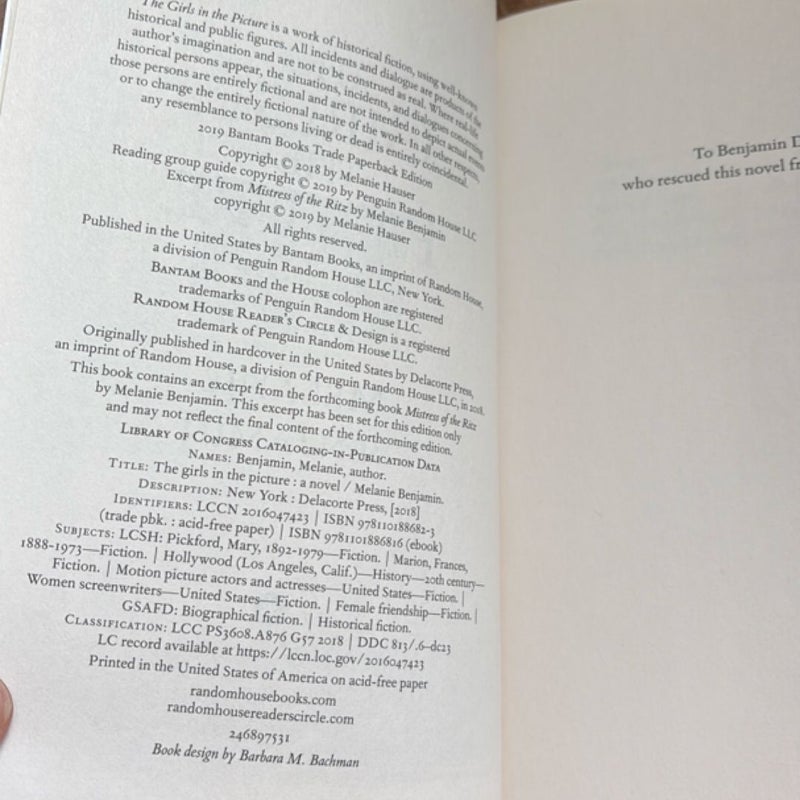 The Girls in the Picture is a work of historical fiction, using well-known
historical and public figures. All incidents and dialogue are products of the
author's imagination and are not to be construed as real. Where real-life
historical persons appear, the situations, incidents, and dialogues concerning
those persons are entirely fictional and are not intended to depict actual events
or to change the entirely fictional nature of the work. In all other respects,
any resemblance to persons living or dead is entirely coincidental.
2019 Bantam Books Trade Paperback Edition
Copyright © 2018 by Melanie Hauser
Reading group guide copyright © 2019 by Penguin Random House LLC
Excerpt from Mistress of the Ritz by Melanie Benjamin
copyright © 2019 by Melanie Hauser
All rights reserved.
Published in the United States by Bantam Books, an imprint of Random House,
a division of Penguin Random House LLC, New York.
BANTAM BOOKS and the HOUSE colophon are registered
trademarks of Penguin Random House LLC.
RANDOM HOUSE READER'S CIRCLE & Design is a registered
trademark of Penguin Random House LLC.
Originally published in hardcover in the United States by Delacorte Press,
an imprint of Random House, a division of Penguin Random House LLC, in 2018.
This book contains an excerpt from the forthcoming book Mistress of the Ritz
by Melanie Benjamin. This excerpt has been set for this edition only
and may not reflect the final content of the forthcoming edition.
LIBRARY OF CONGRESS CATALOGING-IN-PUBLICATION DATA
NAMES: Benjamin, Melanie, author.
TITLE: The girls in the picture : a novel / Melanie Benjamin.
DESCRIPTION: New York : Delacorte Press, [2018]
IDENTIFIERS: LCCN 2016047423 | ISBN 9781101886823
(trade pbk. : acid-free paper) | ISBN 9781101886816 (ebook)
SUBJECTS: LCSH: Pickford, Mary, 1892-1979—Fiction. | Marion, Frances,
1888-1973—Fiction. | Hollywood (Los Angeles, Calif.)—History—20th century—
Fiction. | Motion picture actors and actresses—United States—Fiction. |
Women screenwriters—United States—Fiction. | Female friendship—Fiction. |
GSAFD: Biographical fiction. | Historical fiction.
CLASSIFICATION: LCC PS3608.A876 G57 2018 | DDC 813/.6—dc23
LC record available at https://lccn.loc.gov/2016047423
Printed in the United States of America on acid-free paper
randomhousebooks.com
randomhousereaderscircle.com
246897531
Book design by Barbara M. Bachman
To Benjamin D
who rescued this novel fr